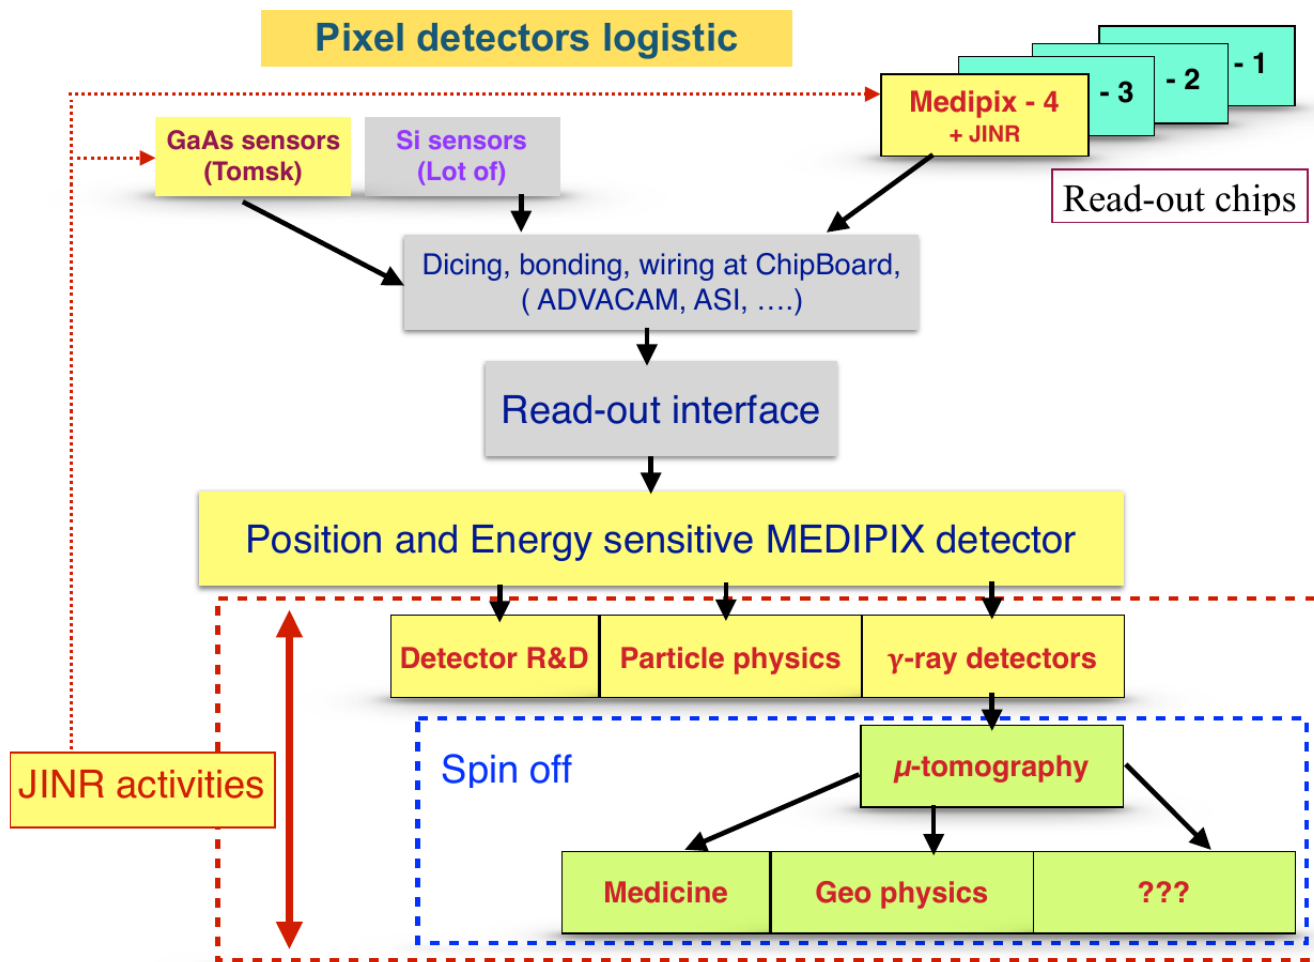 Pixel detectors logistic
- 1
- 2
- 3
Medipix - 4
+ JINR
GaAs sensors
(Tomsk)
Si sensors
(Lot of)
Read-out chips
Dicing, bonding, wiring at ChipBoard,
( ADVACAM, ASI, ....)
Read-out interface
Position and Energy sensitive MEDIPIX detector
Detector R&D
Particle physics
γ-ray detectors
JINR activities
Spin off
μ-tomography
Medicine
Geo physics
???